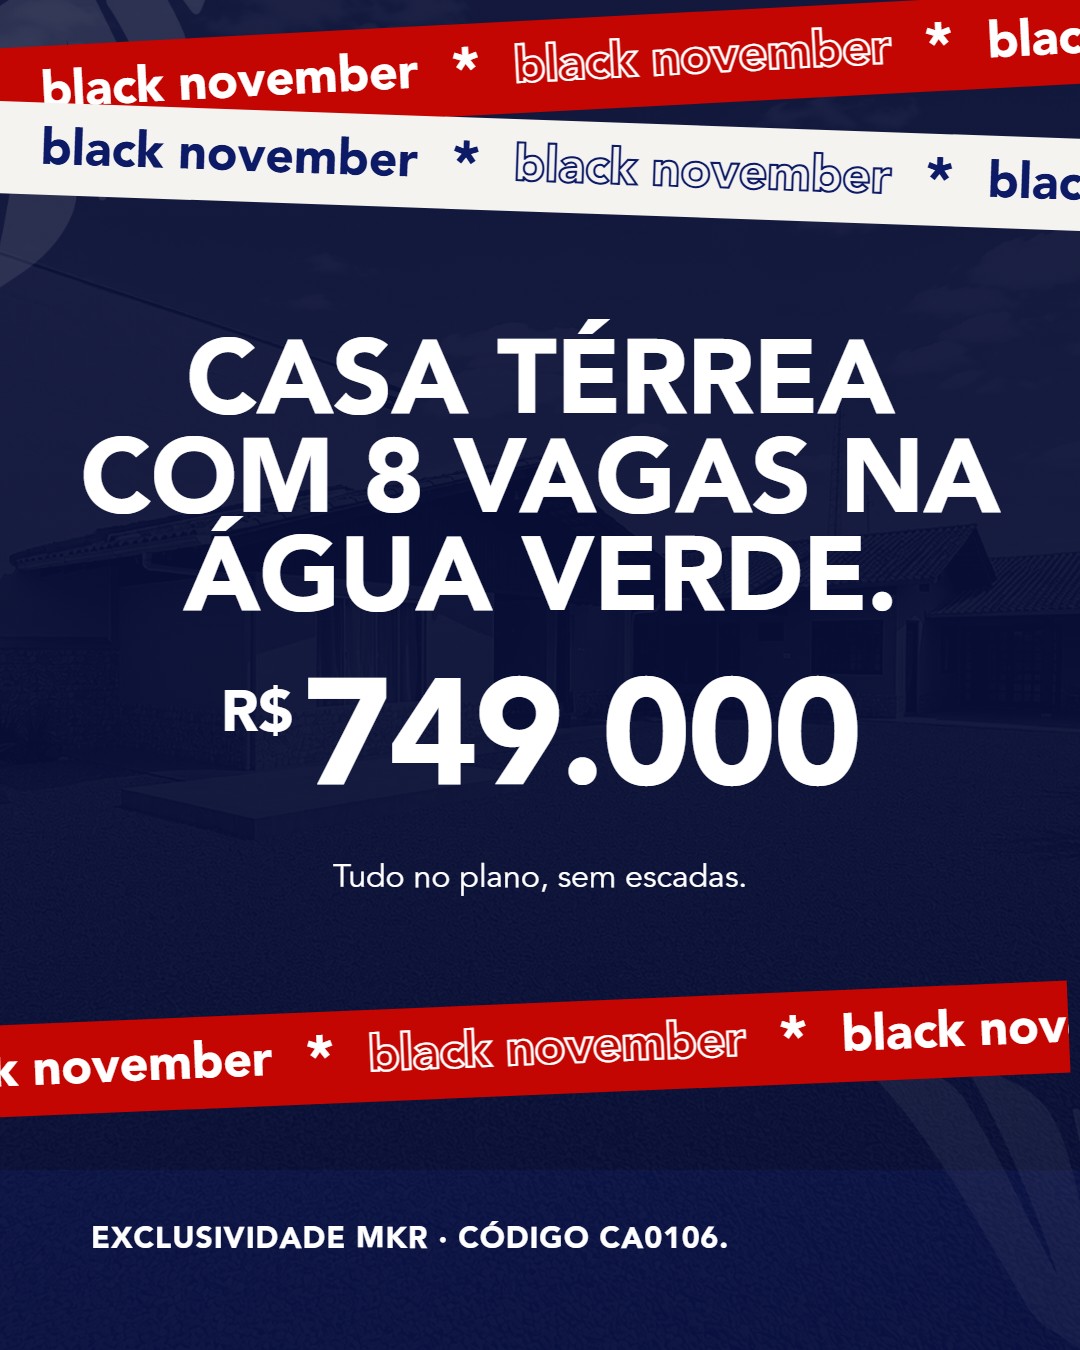 black november * black november * blac
black november * black november * blac
CASA TÉRREA
COM 8 VAGAS NA
ÁGUA VERDE.
R$ 749.000
Tudo no plano, sem escadas.
k november * black november * black nov
EXCLUSIVIDADE MKR · CÓDIGO CA0106.